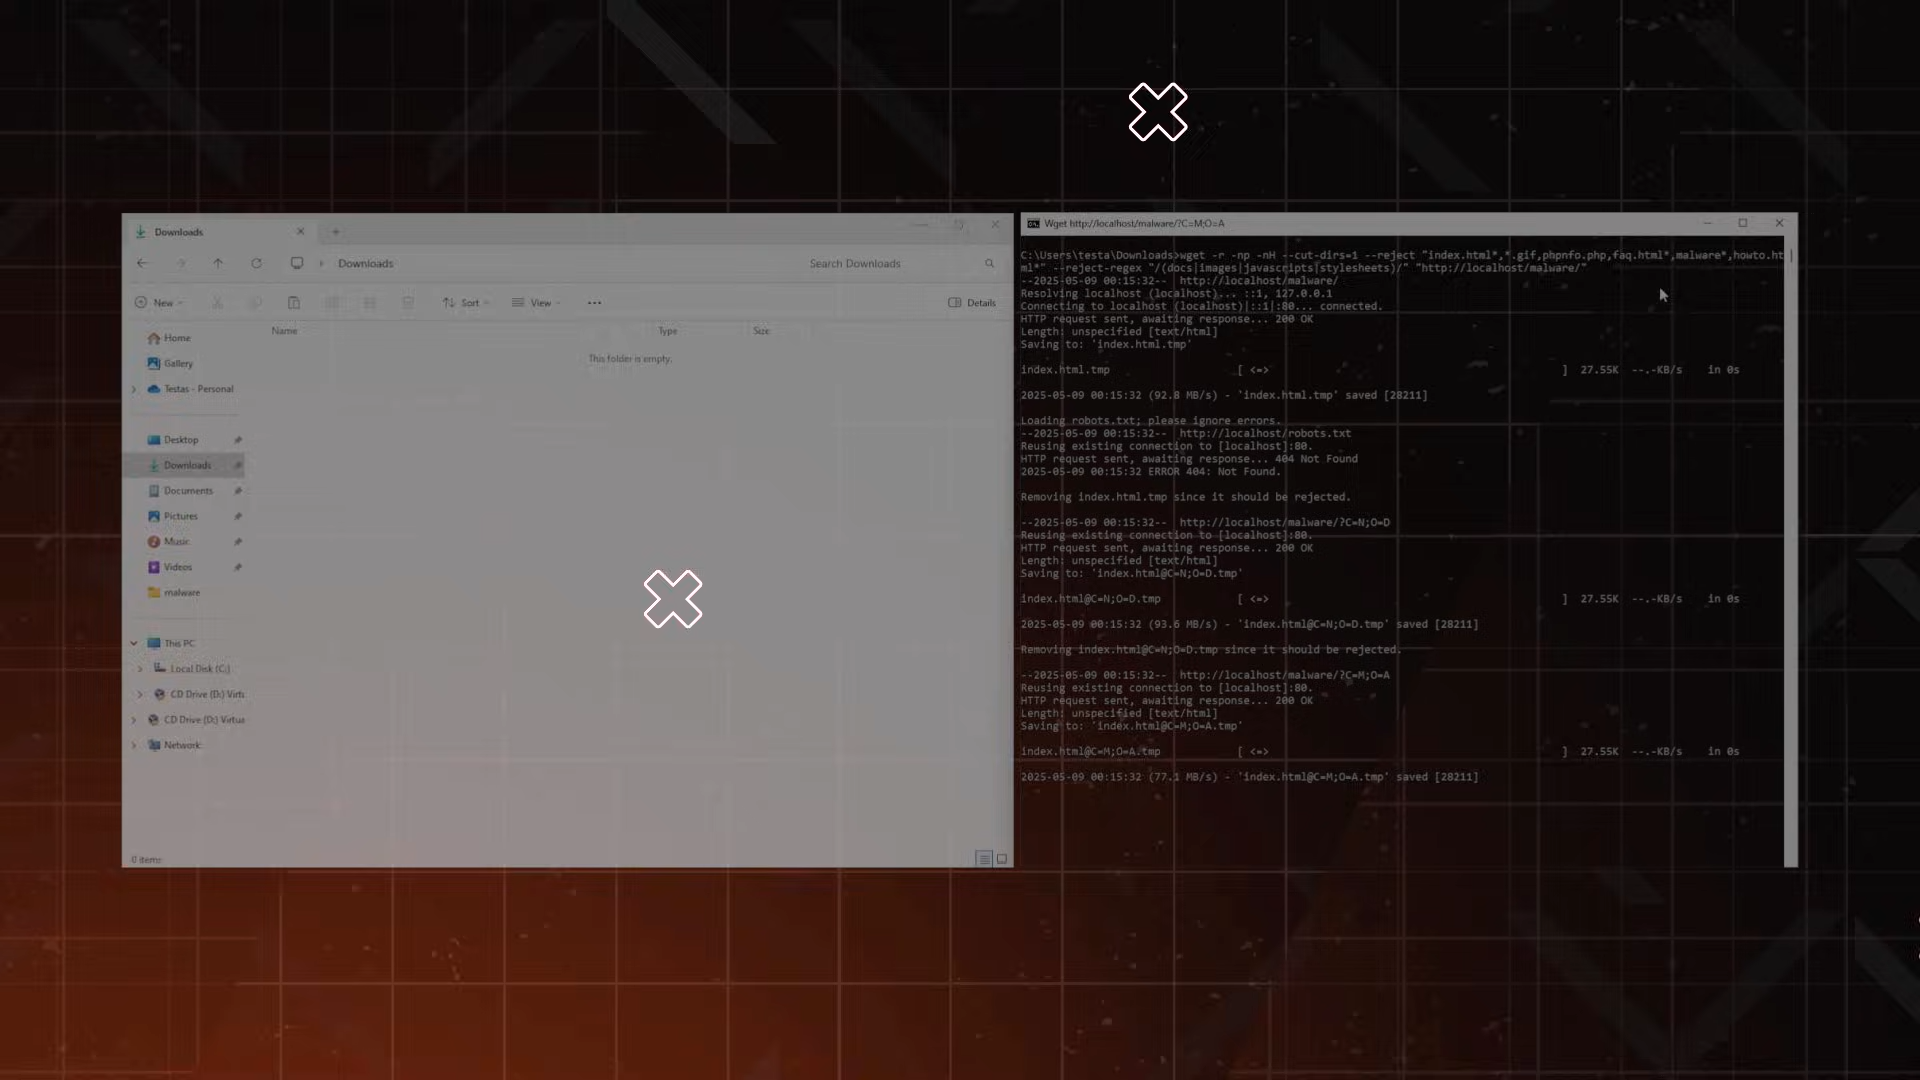 Downloads
Downloads
Search Downloads
New
Sort
View
Details
Name
Type
Size
This folder is empty.
Home
Gallery
Testas - Personal
Desktop
Downloads
Documents
Pictures
Music
Videos
malware
This PC
Local Disk (C:)
CD Drive (D:) Virtu
CD Drive (D:) Virtua
Network
0 items
Wget http://localhost/malware/?C=M;O=A
C:\Users\testa\Downloads>wget -r -np -nH --cut-dirs=1 --reject "index.html*,*.gif,phpnfo.php,faq.html*,malware*,howto.ht
ml*" --reject-regex "/(docs|images|javascripts|stylesheets)/" "http://localhost/malware/"
--2025-05-09 00:15:32-- http://localhost/malware/
Resolving localhost (localhost)... ::1, 127.0.0.1
Connecting to localhost (localhost)|::1|:80... connected.
HTTP request sent, awaiting response... 200 OK
Length: unspecified [text/html]
Saving to: 'index.html.tmp'
index.html.tmp [ <=> ] 27.55K --.-KB/s in 0s
2025-05-09 00:15:32 (92.8 MB/s) - 'index.html.tmp' saved [28211]
Loading robots.txt; please ignore errors.
--2025-05-09 00:15:32-- http://localhost/robots.txt
Reusing existing connection to [localhost]:80.
HTTP request sent, awaiting response... 404 Not Found
2025-05-09 00:15:32 ERROR 404: Not Found.
Removing index.html.tmp since it should be rejected.
--2025-05-09 00:15:32-- http://localhost/malware/?C=N;O=D
Reusing existing connection to [localhost]:80.
HTTP request sent, awaiting response... 200 OK
Length: unspecified [text/html]
Saving to: 'index.html@C=N;O=D.tmp'
index.html@C=N;O=D.tmp [ <=> ] 27.55K --.-KB/s in 0s
2025-05-09 00:15:32 (93.6 MB/s) - 'index.html@C=N;O=D.tmp' saved [28211]
Removing index.html@C=N;O=D.tmp since it should be rejected.
--2025-05-09 00:15:32-- http://localhost/malware/?C=M;O=A
Reusing existing connection to [localhost]:80.
HTTP request sent, awaiting response... 200 OK
Length: unspecified [text/html]
Saving to: 'index.html@C=M;O=A.tmp'
index.html@C=M;O=A.tmp [ <=> ] 27.55K --.-KB/s in 0s
2025-05-09 00:15:32 (77.1 MB/s) - 'index.html@C=M;O=A.tmp' saved [28211]